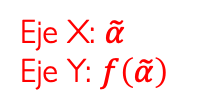 Eje X: α̃
Eje Y: f(α̃)